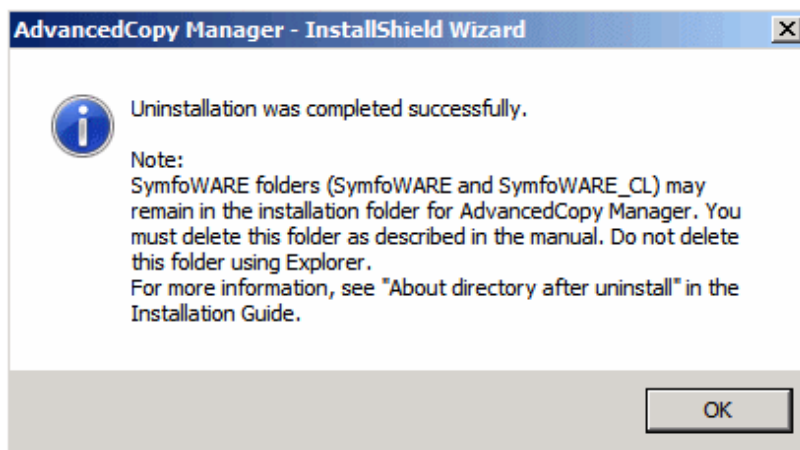 AdvancedCopy Manager - InstallShield Wizard
Uninstallation was completed successfully.
Note:
SymfoWARE folders (SymfoWARE and SymfoWARE_CL) may
remain in the installation folder for AdvancedCopy Manager. You
must delete this folder as described in the manual. Do not delete
this folder using Explorer.
For more information, see "About directory after uninstall" in the
Installation Guide.
OK